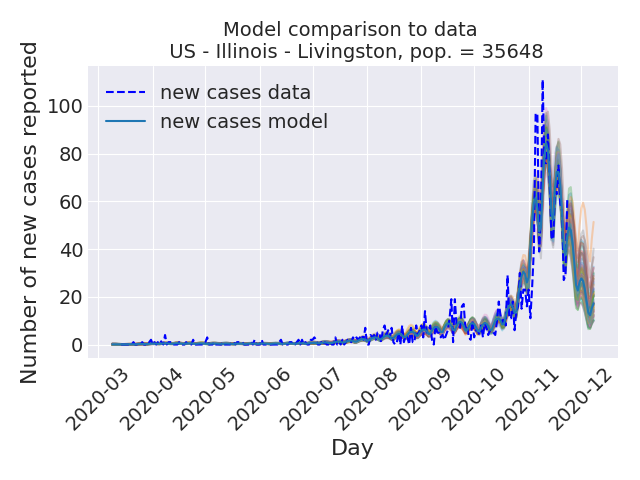 Model comparison to data
US - Illinois - Livingston, pop. = 35648
Number of new cases reported
new cases data
new cases model
100
80
60
40
20
0
2020-03
2020-04
2020-05
2020-06
2020-07
2020-08
2020-09
2020-10
2020-11
2020-12
Day